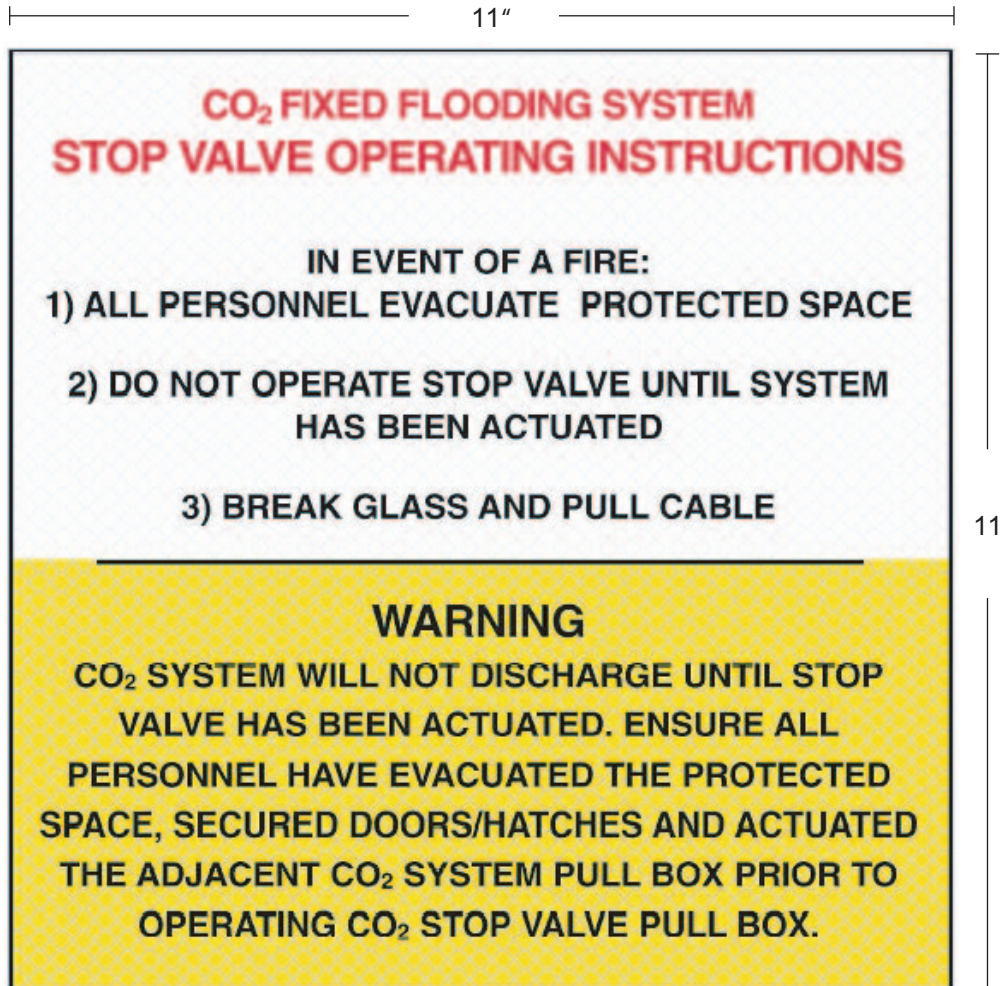 11“
CO₂ FIXED FLOODING SYSTEM
STOP VALVE OPERATING INSTRUCTIONS
IN EVENT OF A FIRE:
1) ALL PERSONNEL EVACUATE PROTECTED SPACE
2) DO NOT OPERATE STOP VALVE UNTIL SYSTEM
HAS BEEN ACTUATED
3) BREAK GLASS AND PULL CABLE
11
WARNING
CO₂ SYSTEM WILL NOT DISCHARGE UNTIL STOP
VALVE HAS BEEN ACTUATED. ENSURE ALL
PERSONNEL HAVE EVACUATED THE PROTECTED
SPACE, SECURED DOORS/HATCHES AND ACTUATED
THE ADJACENT CO₂ SYSTEM PULL BOX PRIOR TO
OPERATING CO₂ STOP VALVE PULL BOX.